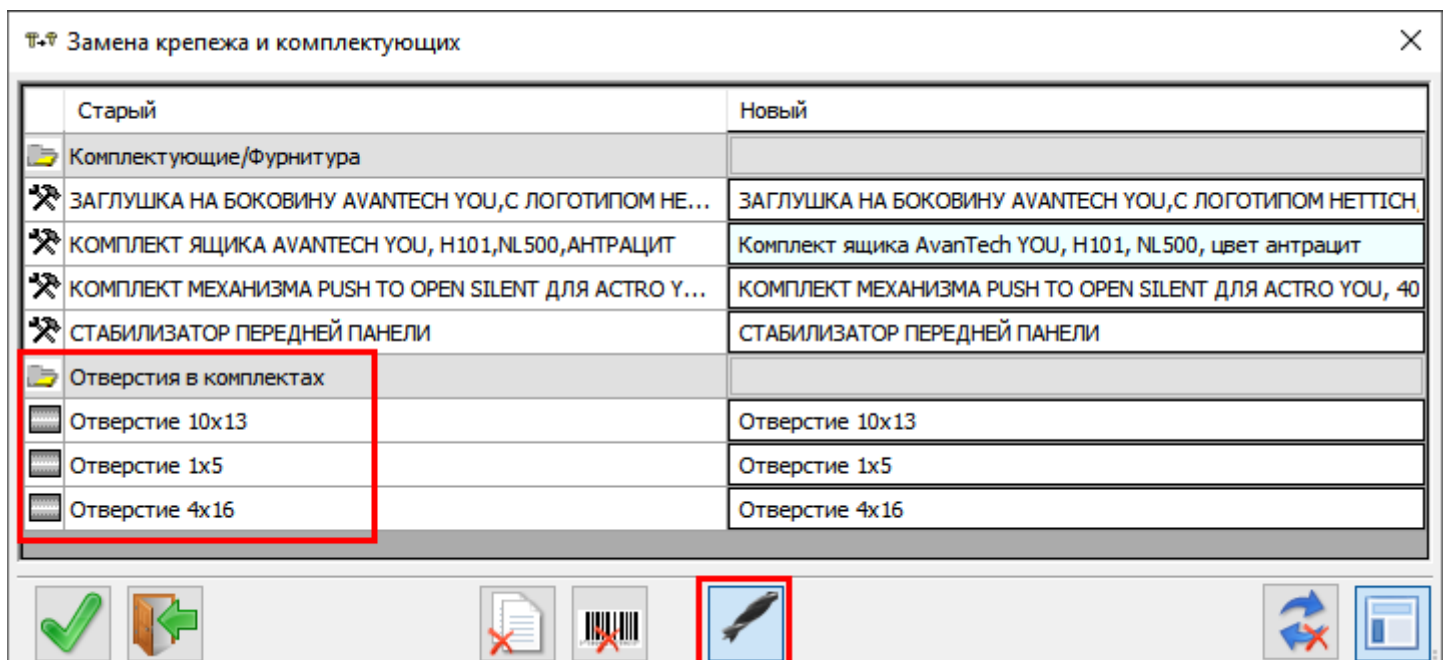 Замена крепежа и комплектующих
Старый Новый
Комплектующие/Фурнитура
ЗАГЛУШКА НА БОКОВИНУ AVANTECH YOU,С ЛОГОТИПОМ HE... ЗАГЛУШКА НА БОКОВИНУ AVANTECH YOU,С ЛОГОТИПОМ HETTICH
КОМПЛЕКТ ЯЩИКА AVANTECH YOU, H101,NL500,АНТРАЦИТ Комплект ящика AvanTech YOU, H101, NL500, цвет антрацит
КОМПЛЕКТ МЕХАНИЗМА PUSH TO OPEN SILENT ДЛЯ ACTRO Y... КОМПЛЕКТ МЕХАНИЗМА PUSH TO OPEN SILENT ДЛЯ ACTRO YOU, 40
СТАБИЛИЗАТОР ПЕРЕДНЕЙ ПАНЕЛИ СТАБИЛИЗАТОР ПЕРЕДНЕЙ ПАНЕЛИ
Отверстия в комплектах
Отверстие 10x13 Отверстие 10x13
Отверстие 1x5 Отверстие 1x5
Отверстие 4x16 Отверстие 4x16